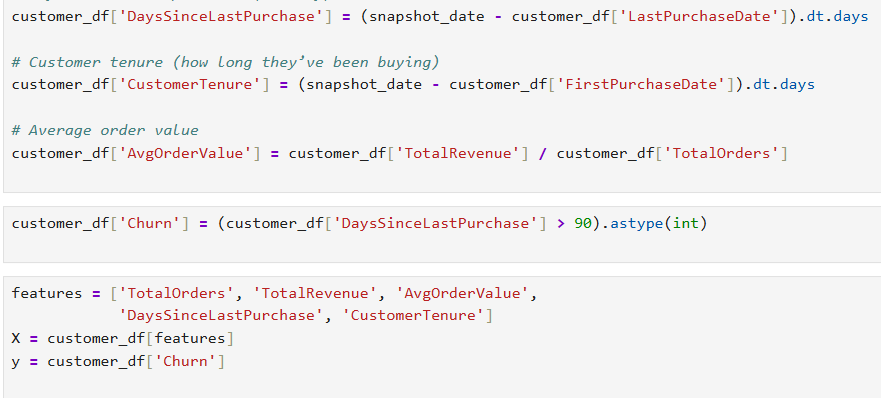 customer_df['DaysSinceLastPurchase'] = (snapshot_date - customer_df['LastPurchaseDate']).dt.days
# Customer tenure (how long they’ve been buying)
customer_df['CustomerTenure'] = (snapshot_date - customer_df['FirstPurchaseDate']).dt.days
# Average order value
customer_df['AvgOrderValue'] = customer_df['TotalRevenue'] / customer_df['TotalOrders']
customer_df['Churn'] = (customer_df['DaysSinceLastPurchase'] > 90).astype(int)
features = ['TotalOrders', 'TotalRevenue', 'AvgOrderValue',
            'DaysSinceLastPurchase', 'CustomerTenure']
X = customer_df[features]
y = customer_df['Churn']